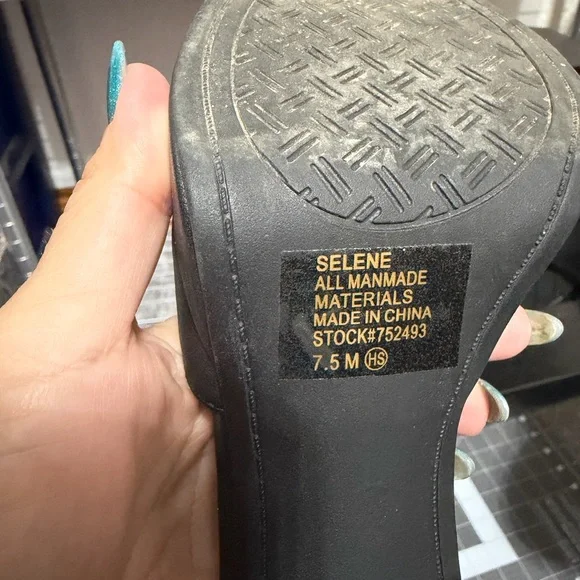 SELENE
ALL MANMADE
MATERIALS
MADE IN CHINA
STOCK#752493
7.5 M HS